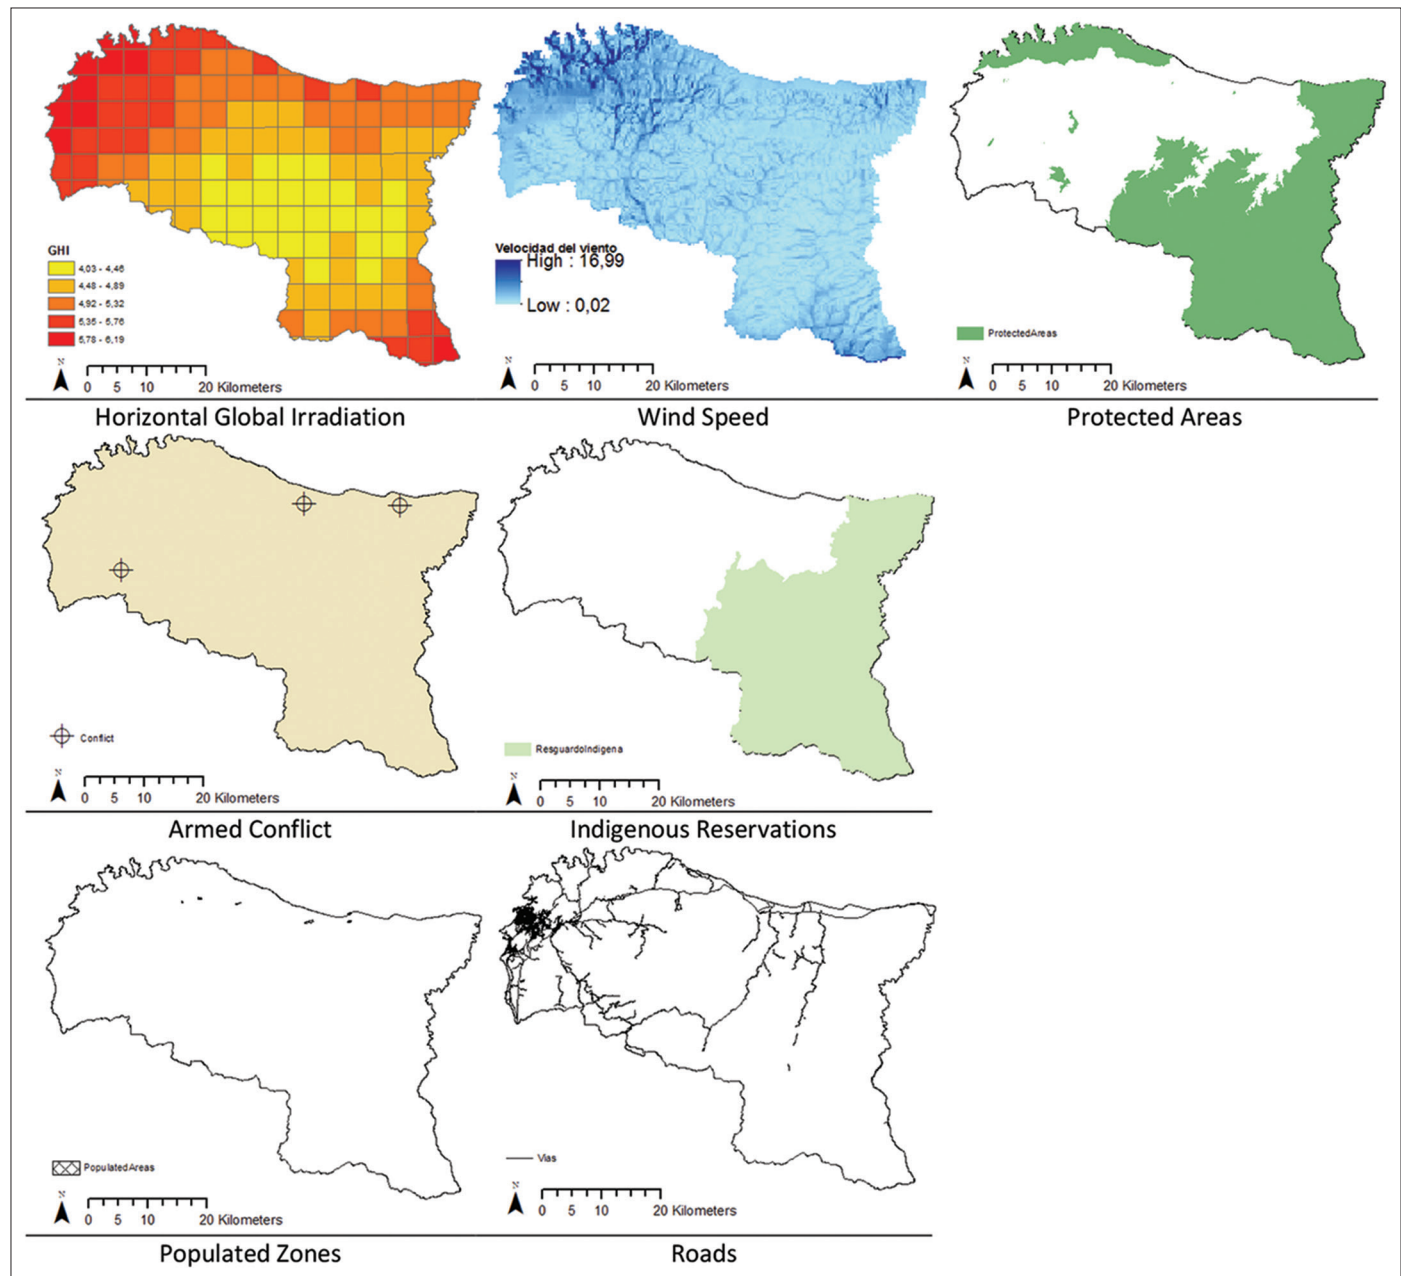 GHI
4,03 - 4,46
4,48 - 4,89
4,92 - 5,32
5,35 - 5,76
5,78 - 6,19
N
0 5 10 20 Kilometers
Horizontal Global Irradiation
Velocidad del viento
High : 16,99
Low : 0,02
N
0 5 10 20 Kilometers
Wind Speed
ProtectedAreas
N
0 5 10 20 Kilometers
Protected Areas
Conflict
N
0 5 10 20 Kilometers
Armed Conflict
ResguardoIndigena
N
0 5 10 20 Kilometers
Indigenous Reservations
PopulatedAreas
N
0 5 10 20 Kilometers
Populated Zones
Vias
N
0 5 10 20 Kilometers
Roads